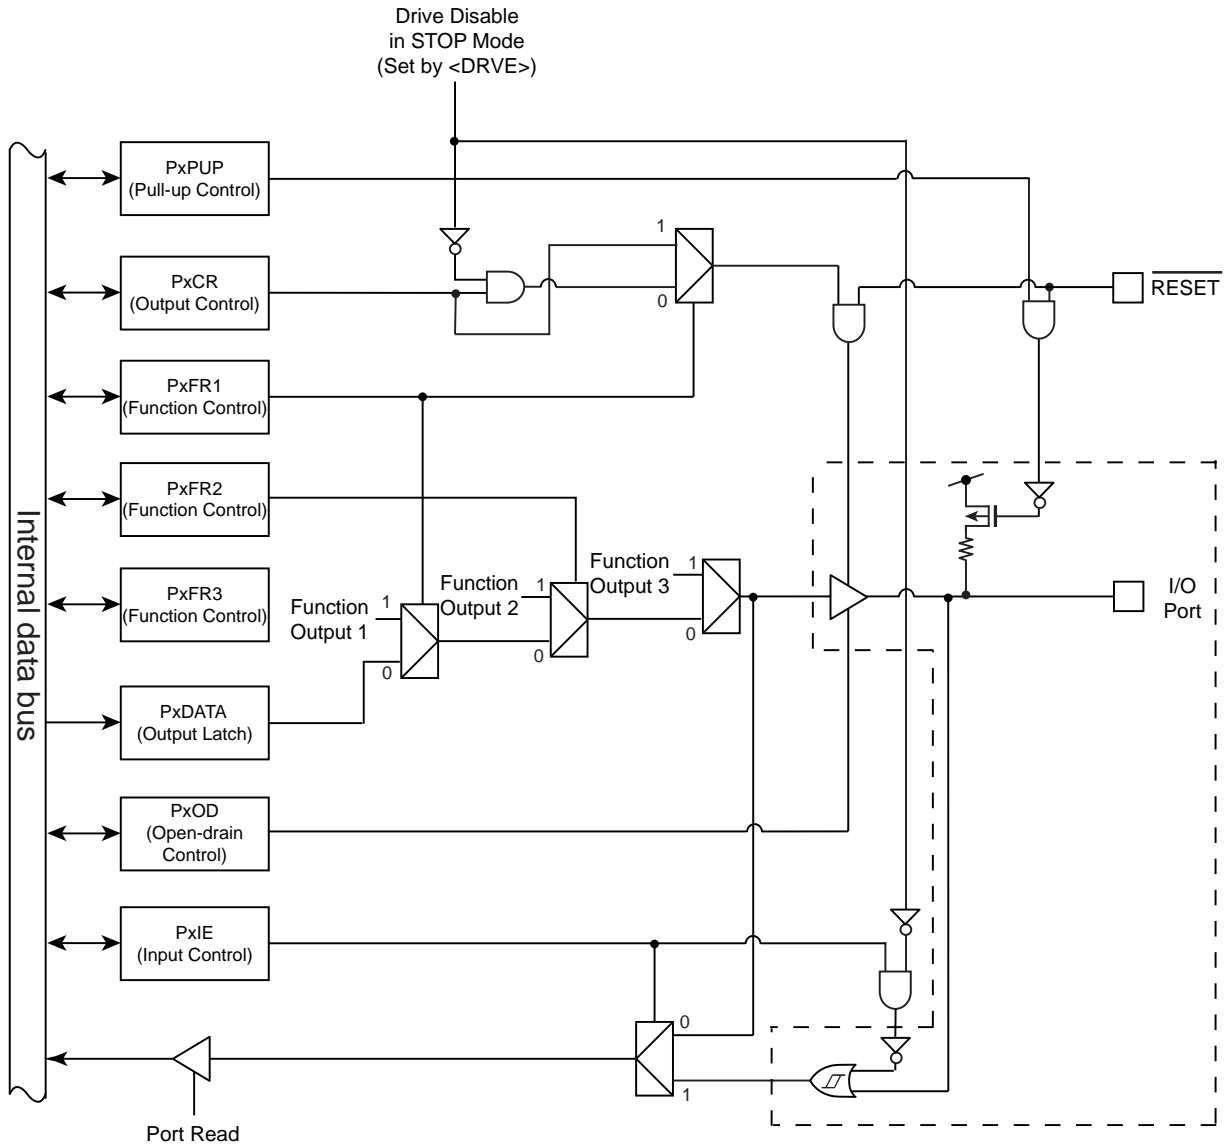 Drive Disable
in STOP Mode
(Set by <DRVE>)
PxPUP
(Pull-up Control)
1
PxCR
(Output Control)
0
RESET
PxFR1
(Function Control)
PxFR2
(Function Control)
Internal data bus
Function
Output 3
1
0
Function
Output 2
1
0
PxFR3
(Function Control)
Function
Output 1
1
0
I/O
Port
PxDATA
(Output Latch)
PxOD
(Open-drain
Control)
PxIE
(Input Control)
0
1
Port Read